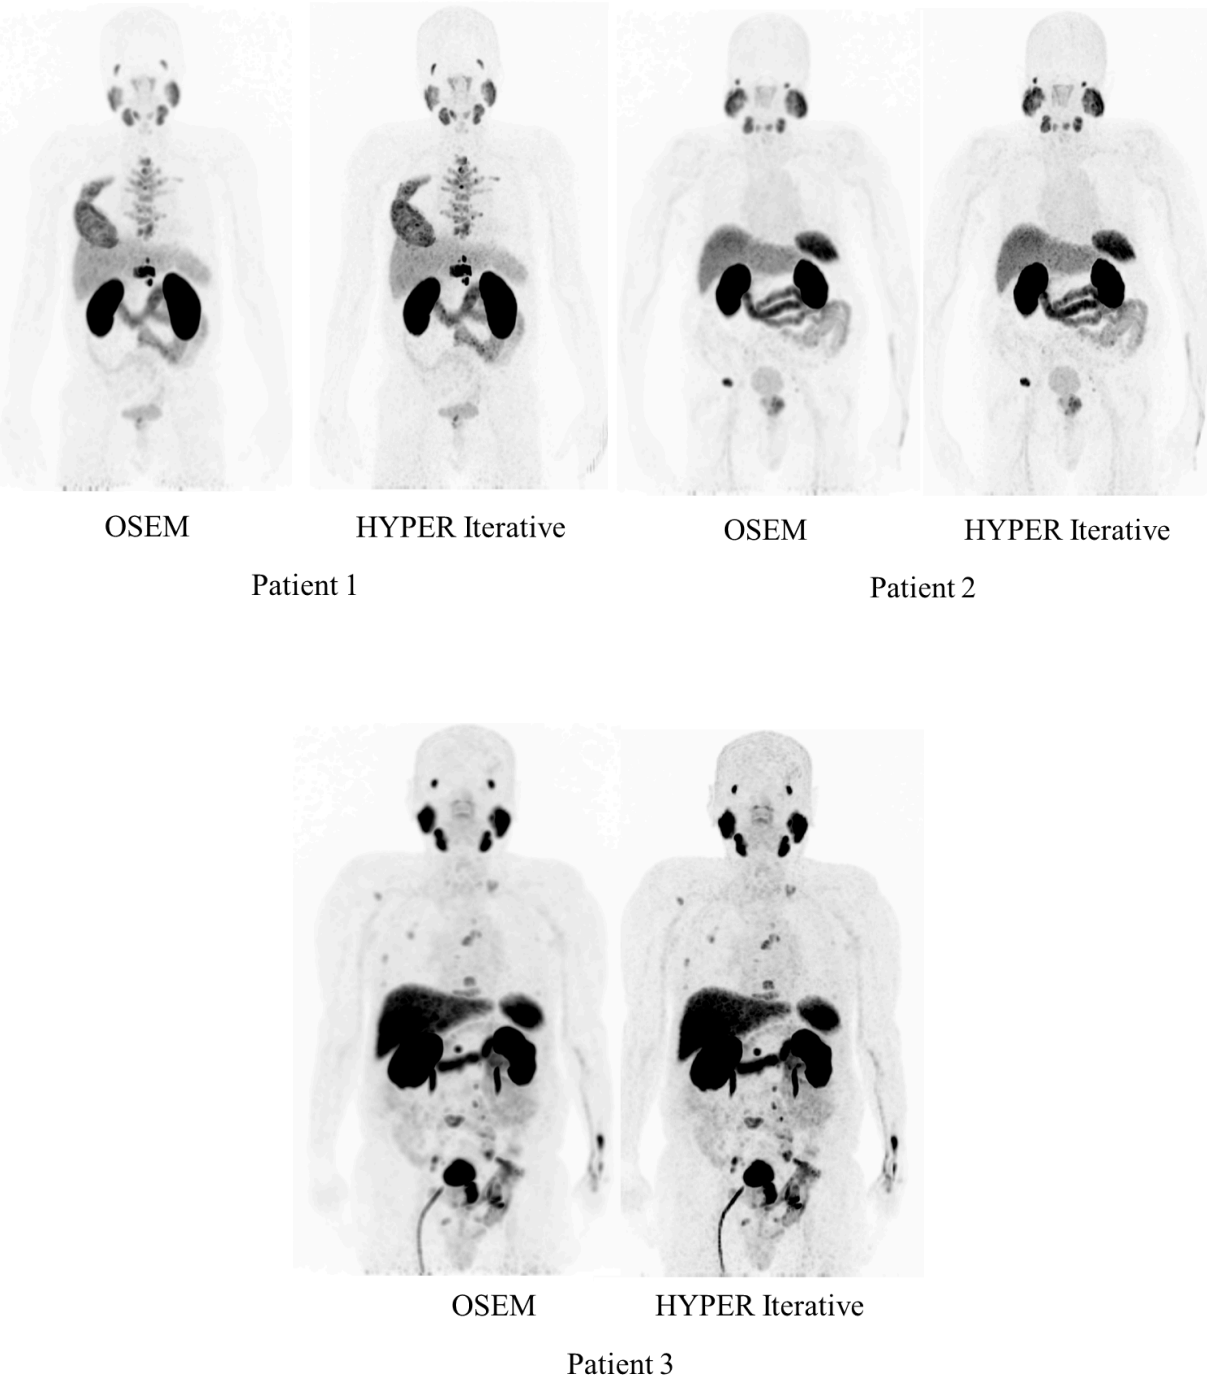 OSEM
HYPER Iterative
OSEM
HYPER Iterative
Patient 1
Patient 2
OSEM
HYPER Iterative
Patient 3